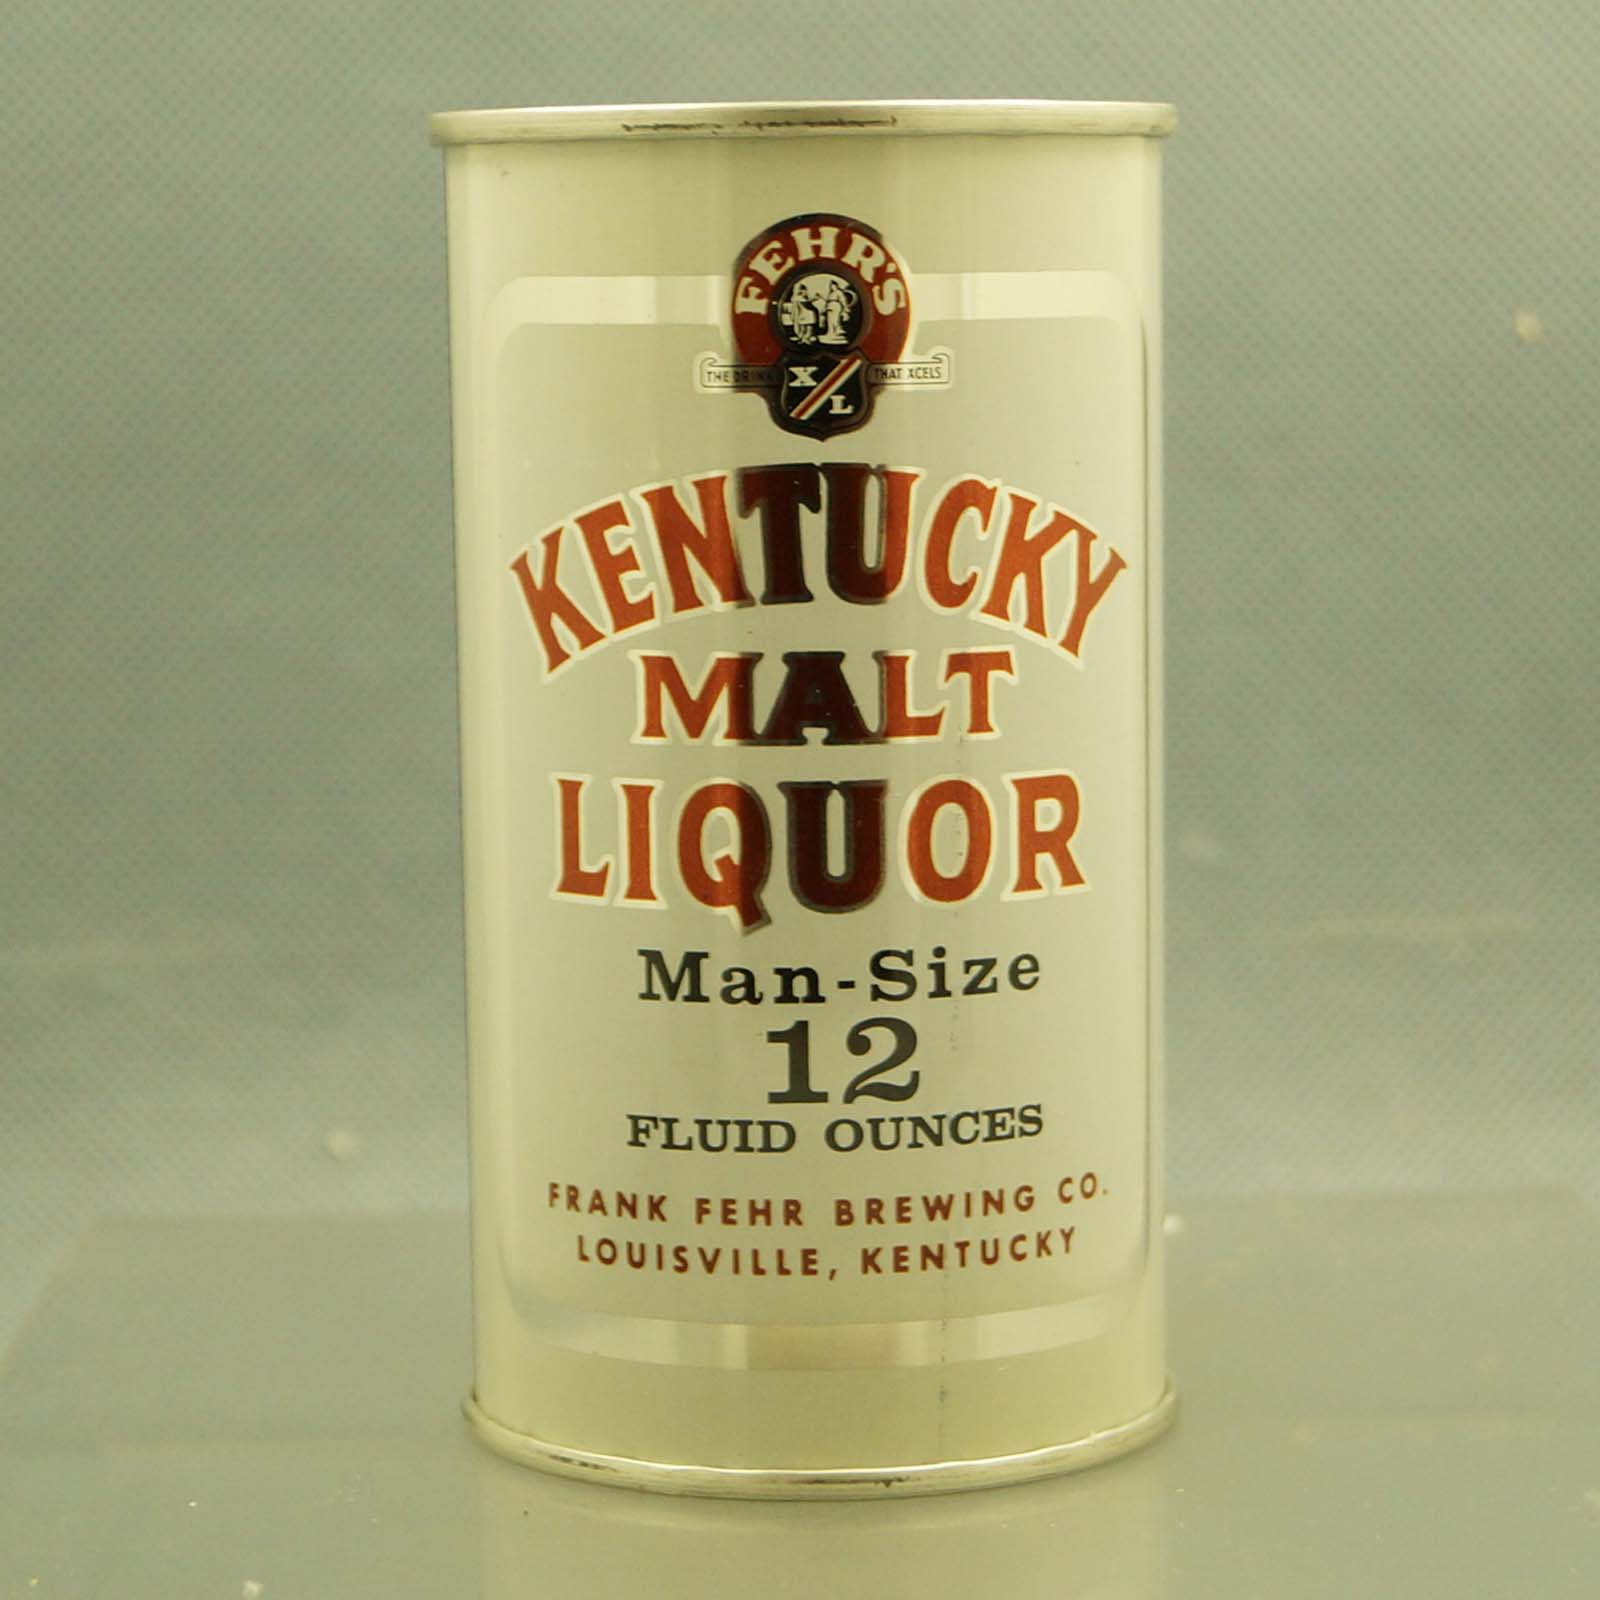 FEHR'S
THE DRINK THAT XCELS
X
L
KENTUCKY
MALT
LIQUOR
Man-Size
12
FLUID OUNCES
FRANK FEHR BREWING CO.
LOUISVILLE, KENTUCKY